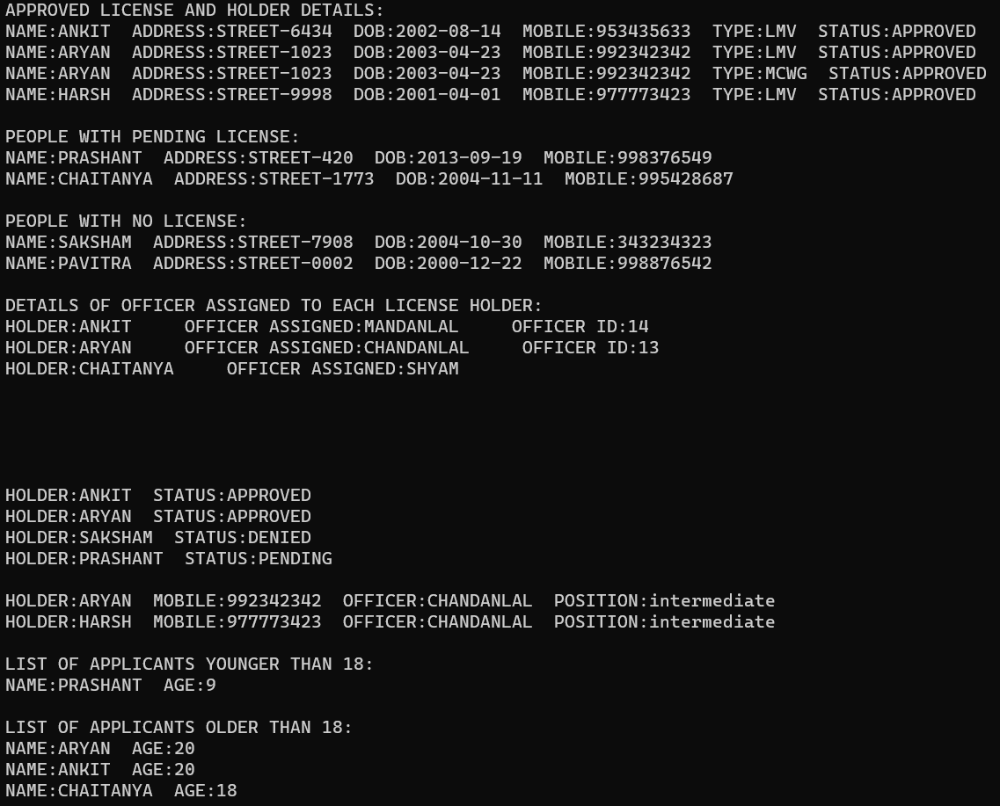 APPROVED LICENSE AND HOLDER DETAILS:
NAME:ANKIT  ADDRESS:STREET-6434  DOB:2002-08-14  MOBILE:953435633  TYPE:LMV  STATUS:APPROVED
NAME:ARYAN  ADDRESS:STREET-1023  DOB:2003-04-23  MOBILE:992342342  TYPE:LMV  STATUS:APPROVED
NAME:ARYAN  ADDRESS:STREET-1023  DOB:2003-04-23  MOBILE:992342342  TYPE:MCWG  STATUS:APPROVED
NAME:HARSH  ADDRESS:STREET-9998  DOB:2001-04-01  MOBILE:977773423  TYPE:LMV  STATUS:APPROVED

PEOPLE WITH PENDING LICENSE:
NAME:PRASHANT  ADDRESS:STREET-420  DOB:2013-09-19  MOBILE:998376549
NAME:CHAITANYA  ADDRESS:STREET-1773  DOB:2004-11-11  MOBILE:995428687

PEOPLE WITH NO LICENSE:
NAME:SAKSHAM  ADDRESS:STREET-7908  DOB:2004-10-30  MOBILE:343234323
NAME:PAVITRA  ADDRESS:STREET-0002  DOB:2000-12-22  MOBILE:998876542

DETAILS OF OFFICER ASSIGNED TO EACH LICENSE HOLDER:
HOLDER:ANKIT     OFFICER ASSIGNED:MANDANLAL     OFFICER ID:14
HOLDER:ARYAN     OFFICER ASSIGNED:CHANDANLAL     OFFICER ID:13
HOLDER:CHAITANYA     OFFICER ASSIGNED:SHYAM

HOLDER:ANKIT  STATUS:APPROVED
HOLDER:ARYAN  STATUS:APPROVED
HOLDER:SAKSHAM  STATUS:DENIED
HOLDER:PRASHANT  STATUS:PENDING

HOLDER:ARYAN  MOBILE:992342342  OFFICER:CHANDANLAL  POSITION:intermediate
HOLDER:HARSH  MOBILE:977773423  OFFICER:CHANDANLAL  POSITION:intermediate

LIST OF APPLICANTS YOUNGER THAN 18:
NAME:PRASHANT  AGE:9

LIST OF APPLICANTS OLDER THAN 18:
NAME:ARYAN  AGE:20
NAME:ANKIT  AGE:20
NAME:CHAITANYA  AGE:18